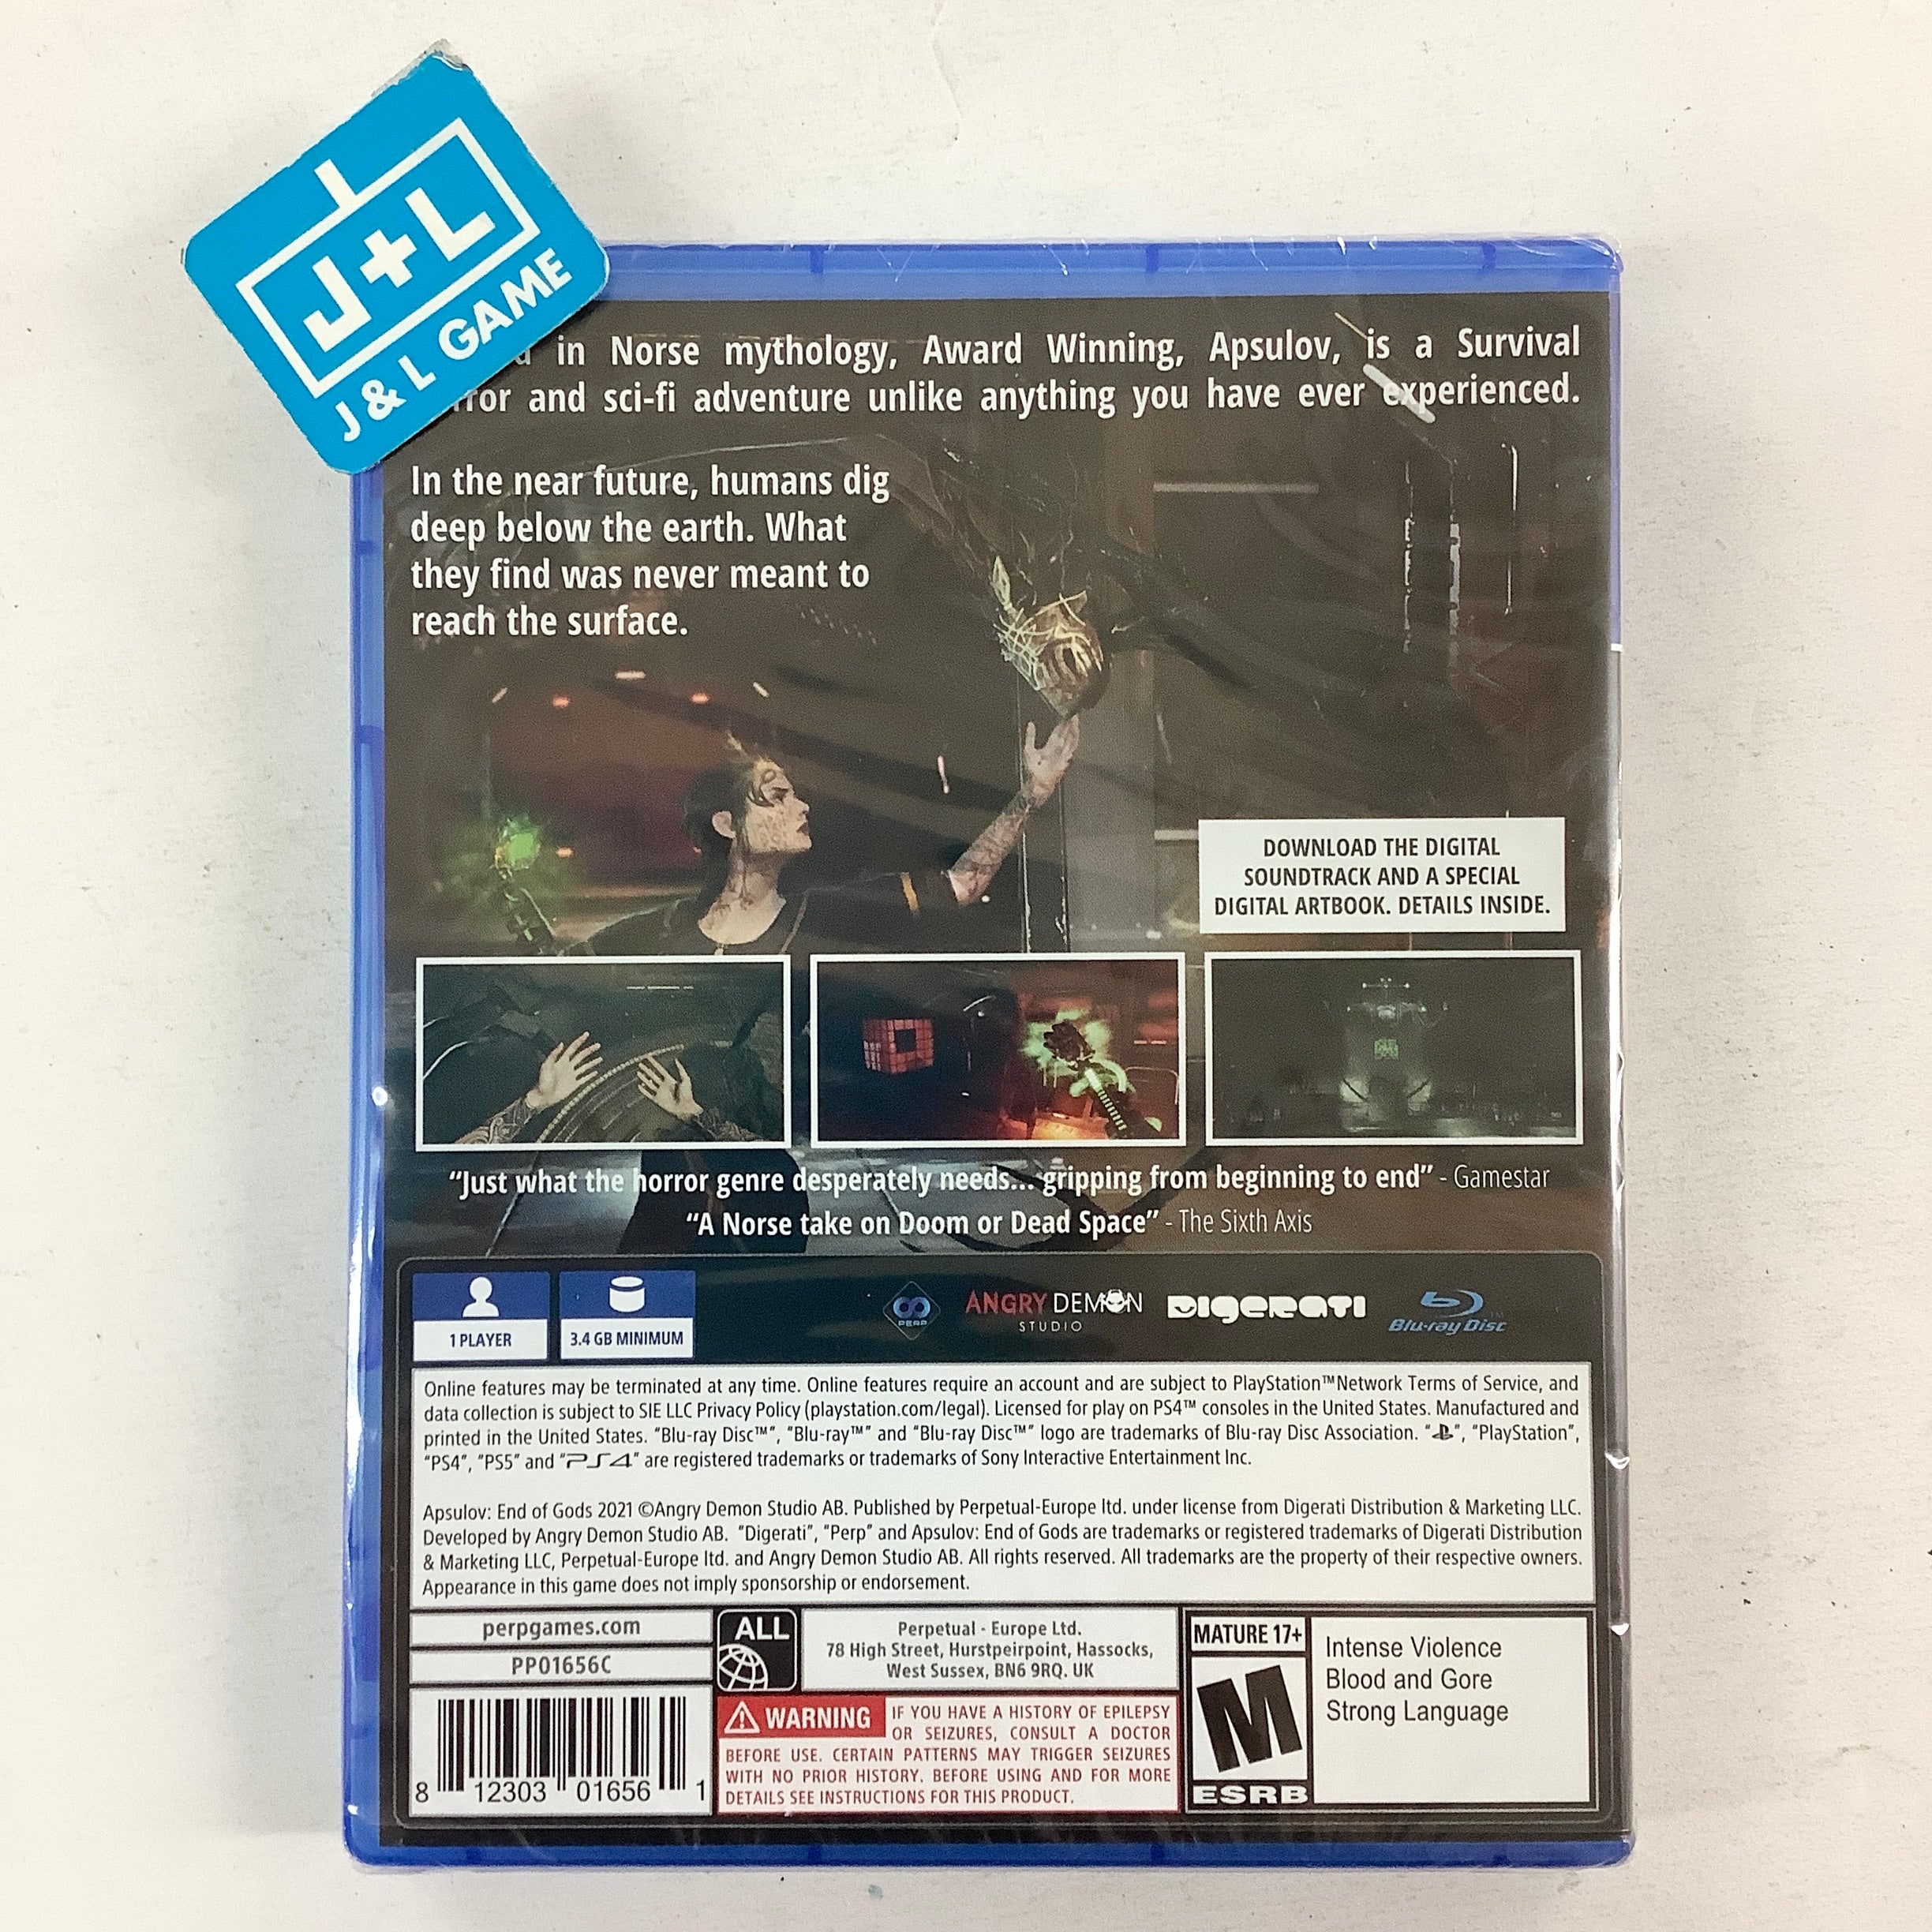 J+L
J & L GAME
in Norse mythology, Award Winning, Apsulov, is a Survival
and sci-fi adventure unlike anything you have ever experienced.
In the near future, humans dig
deep below the earth. What
they find was never meant to
reach the surface.
DOWNLOAD THE DIGITAL
SOUNDTRACK AND A SPECIAL
DIGITAL ARTBOOK. DETAILS INSIDE.
“Just what the horror genre desperately needs... gripping from beginning to end” - Gamestar
“A Norse take on Doom or Dead Space” - The Sixth Axis
1 PLAYER
3.4 GB MINIMUM
PERP
ANGRY DEMON
STUDIO
DIGERATI
Blu-ray Disc
Online features may be terminated at any time. Online features require an account and are subject to PlayStation™Network Terms of Service, and
data collection is subject to SIE LLC Privacy Policy (playstation.com/legal). Licensed for play on PS4™ consoles in the United States. Manufactured and
printed in the United States. “Blu-ray Disc™”, “Blu-ray™” and “Blu-ray Disc™” logo are trademarks of Blu-ray Disc Association. “”, “PlayStation”,
“PS4”, “PS5” and “PS4” are registered trademarks or trademarks of Sony Interactive Entertainment Inc.
Apsulov: End of Gods 2021 ©Angry Demon Studio AB. Published by Perpetual-Europe ltd. under license from Digerati Distribution & Marketing LLC.
Developed by Angry Demon Studio AB. “Digerati”, “Perp” and Apsulov: End of Gods are trademarks or registered trademarks of Digerati Distribution
& Marketing LLC, Perpetual-Europe ltd. and Angry Demon Studio AB. All rights reserved. All trademarks are the property of their respective owners.
Appearance in this game does not imply sponsorship or endorsement.
perpgames.com
PP01656C
ALL
Perpetual - Europe Ltd.
78 High Street, Hurstpeirpoint, Hassocks,
West Sussex, BN6 9RQ. UK
WARNING IF YOU HAVE A HISTORY OF EPILEPSY
OR SEIZURES, CONSULT A DOCTOR
BEFORE USE. CERTAIN PATTERNS MAY TRIGGER SEIZURES
WITH NO PRIOR HISTORY. BEFORE USING AND FOR MORE
DETAILS SEE INSTRUCTIONS FOR THIS PRODUCT.
MATURE 17+
M
ESRB
Intense Violence
Blood and Gore
Strong Language
8 12303 01656 1